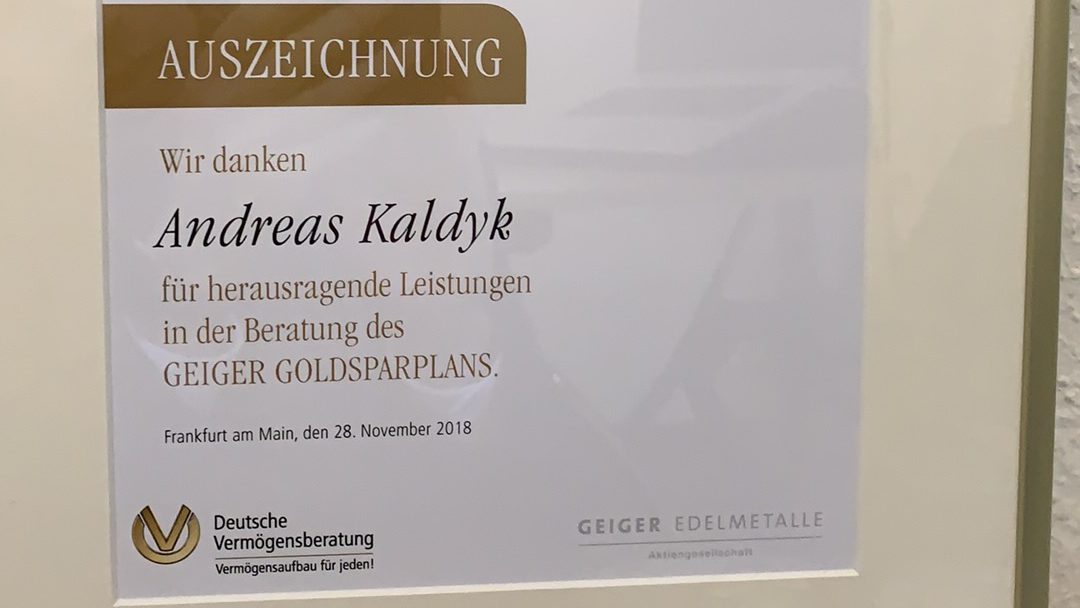 AUSZEICHNUNG
Wir danken
Andreas Kaldyk
für herausragende Leistungen
in der Beratung des
GEIGER GOLDSPARPLANS.
Frankfurt am Main, den 28. November 2018
Deutsche
Vermögensberatung
Vermögensaufbau für jeden!
GEIGER EDELMETALLE
Aktiengesellschaft